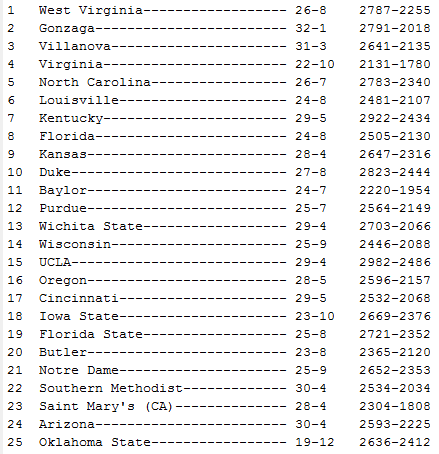 1 West Virginia------------------ 26-8 2787-2255
2 Gonzaga------------------------ 32-1 2791-2018
3 Villanova---------------------- 31-3 2641-2135
4 Virginia----------------------- 22-10 2131-1780
5 North Carolina----------------- 26-7 2783-2340
6 Louisville--------------------- 24-8 2481-2107
7 Kentucky----------------------- 29-5 2922-2434
8 Florida------------------------ 24-8 2505-2130
9 Kansas------------------------- 28-4 2647-2316
10 Duke--------------------------- 27-8 2823-2444
11 Baylor------------------------- 24-7 2220-1954
12 Purdue------------------------- 25-7 2564-2149
13 Wichita State------------------ 29-4 2703-2066
14 Wisconsin---------------------- 25-9 2446-2088
15 UCLA--------------------------- 29-4 2982-2486
16 Oregon------------------------- 28-5 2596-2157
17 Cincinnati--------------------- 29-5 2532-2068
18 Iowa State--------------------- 23-10 2669-2376
19 Florida State------------------ 25-8 2721-2352
20 Butler------------------------- 23-8 2365-2120
21 Notre Dame--------------------- 25-9 2652-2353
22 Southern Methodist------------- 30-4 2534-2034
23 Saint Mary's (CA)-------------- 28-4 2304-1808
24 Arizona------------------------ 30-4 2593-2225
25 Oklahoma State----------------- 19-12 2636-2412